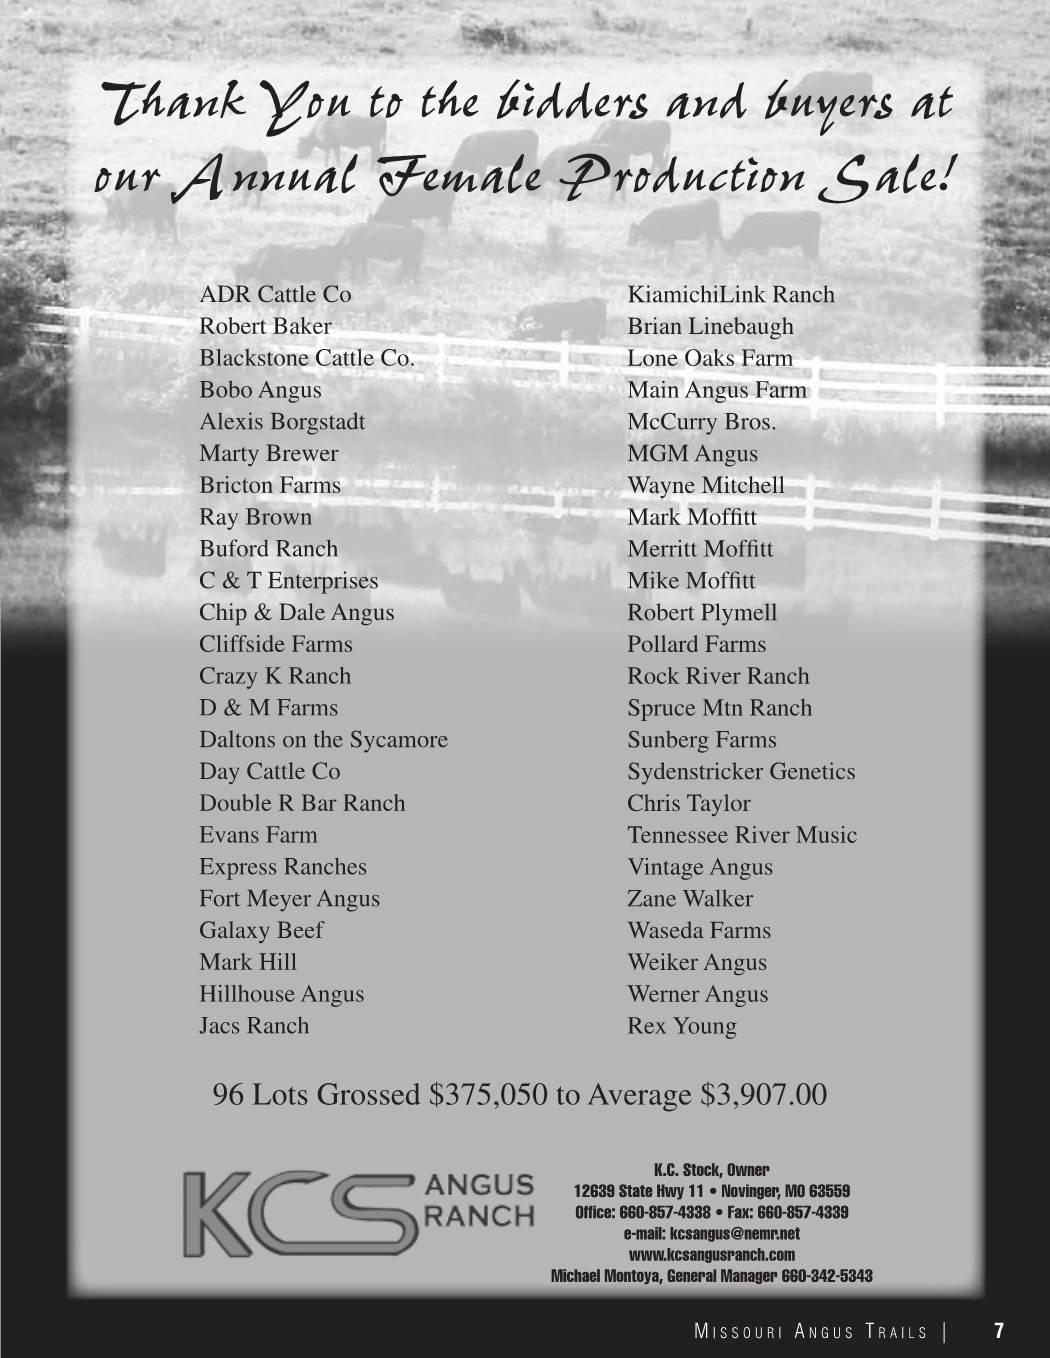 Thank You to the bidders and buyers at
our Annual Female Production Sale!
ADR Cattle Co
Robert Baker
Blackstone Cattle Co.
Bobo Angus
Alexis Borgstadt
Marty Brewer
Bricton Farms
Ray Brown
Buford Ranch
C & T Enterprises
Chip & Dale Angus
Cliffside Farms
Crazy K Ranch
D & M Farms
Daltons on the Sycamore
Day Cattle Co
Double R Bar Ranch
Evans Farm
Express Ranches
Fort Meyer Angus
Galaxy Beef
Mark Hill
Hillhouse Angus
Jacs Ranch
KiamichiLink Ranch
Brian Linebaugh
Lone Oaks Farm
Main Angus Farm
McCurry Bros.
MGM Angus
Wayne Mitchell
Mark Moffitt
Merritt Moffitt
Mike Moffitt
Robert Plymell
Pollard Farms
Rock River Ranch
Spruce Mtn Ranch
Sunberg Farms
Sydenstricker Genetics
Chris Taylor
Tennessee River Music
Vintage Angus
Zane Walker
Waseda Farms
Weiker Angus
Werner Angus
Rex Young
96 Lots Grossed $375,050 to Average $3,907.00
KCS ANGUS
RANCH
K.C. Stock, Owner
12639 State Hwy 11 • Novinger, MO 63559
Office: 660-857-4338 • Fax: 660-857-4339
e-mail: kcsangus@nemr.net
www.kcsangusranch.com
Michael Montoya, General Manager 660-342-5343
MISSOURI ANGUS TRAILS | 7